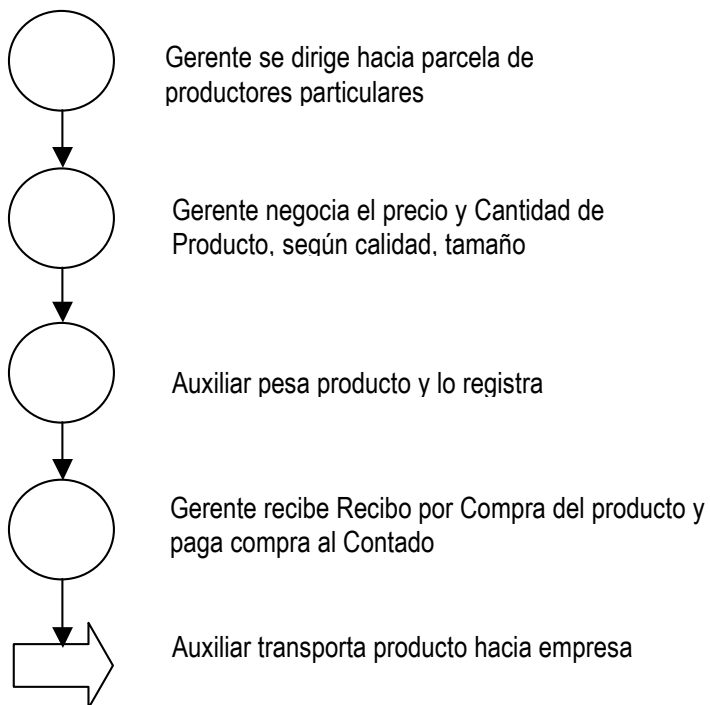 Gerente se dirige hacia parcela de
productores particulares
Gerente negocia el precio y Cantidad de
Producto, según calidad, tamaño
Auxiliar pesa producto y lo registra
Gerente recibe Recibo por Compra del producto y
paga compra al Contado
Auxiliar transporta producto hacia empresa